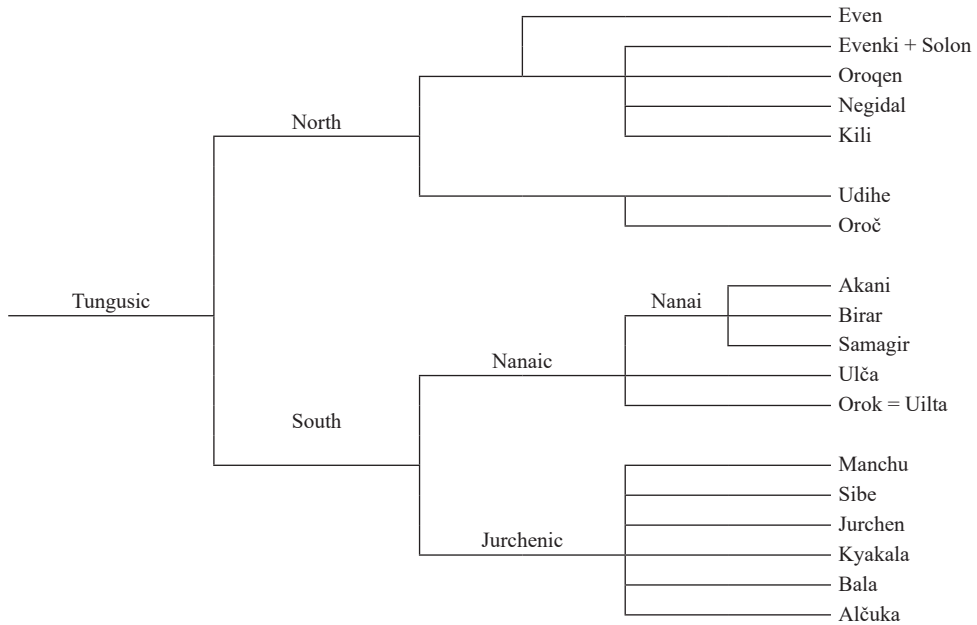 Even
Evenki + Solon
Oroqen
Negidal
North
Kili
Udihe
Oroč
Akani
Tungusic
Nanai
Birar
Samagir
Nanaic
Ulča
Orok = Uilta
South
Manchu
Sibe
Jurchen
Jurchenic
Kyakala
Bala
Alčuka